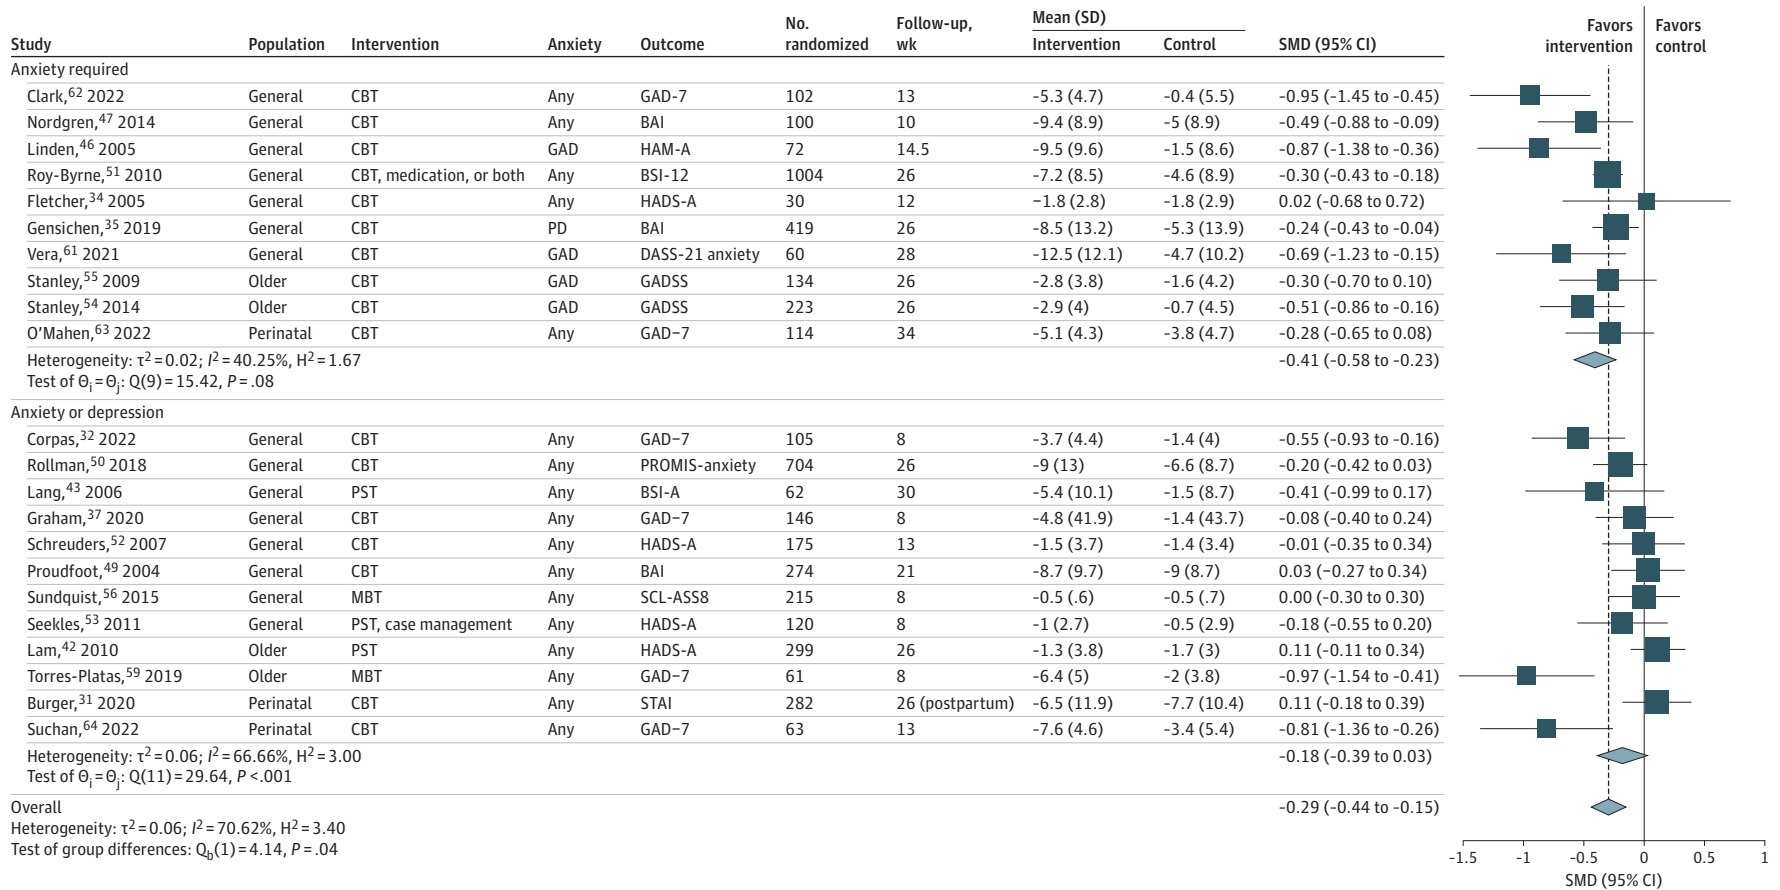 Study Population Intervention Anxiety Outcome No. randomized Follow-up, wk Mean (SD) Intervention Control SMD (95% CI) Favors intervention Favors control
Anxiety required
Clark,62 2022 General CBT Any GAD-7 102 13 -5.3 (4.7) -0.4 (5.5) -0.95 (-1.45 to -0.45)
Nordgren,47 2014 General CBT Any BAI 100 10 -9.4 (8.9) -5 (8.9) -0.49 (-0.88 to -0.09)
Linden,46 2005 General CBT GAD HAM-A 72 14.5 -9.5 (9.6) -1.5 (8.6) -0.87 (-1.38 to -0.36)
Roy-Byrne,51 2010 General CBT, medication, or both Any BSI-12 1004 26 -7.2 (8.5) -4.6 (8.9) -0.30 (-0.43 to -0.18)
Fletcher,34 2005 General CBT Any HADS-A 30 12 −1.8 (2.8) -1.8 (2.9) 0.02 (-0.68 to 0.72)
Gensichen,35 2019 General CBT PD BAI 419 26 -8.5 (13.2) -5.3 (13.9) -0.24 (-0.43 to -0.04)
Vera,61 2021 General CBT GAD DASS-21 anxiety 60 28 -12.5 (12.1) -4.7 (10.2) -0.69 (-1.23 to -0.15)
Stanley,55 2009 Older CBT GAD GADSS 134 26 -2.8 (3.8) -1.6 (4.2) -0.30 (-0.70 to 0.10)
Stanley,54 2014 Older CBT GAD GADSS 223 26 -2.9 (4) -0.7 (4.5) -0.51 (-0.86 to -0.16)
O’Mahen,63 2022 Perinatal CBT Any GAD-7 114 34 -5.1 (4.3) -3.8 (4.7) -0.28 (-0.65 to 0.08)
Heterogeneity: τ2 = 0.02; I2 = 40.25%, H2 = 1.67 -0.41 (-0.58 to -0.23)
Test of Θi = Θj: Q(9) = 15.42, P = .08
Anxiety or depression
Corpas,32 2022 General CBT Any GAD−7 105 8 -3.7 (4.4) -1.4 (4) -0.55 (-0.93 to -0.16)
Rollman,50 2018 General CBT Any PROMIS-anxiety 704 26 -9 (13) -6.6 (8.7) -0.20 (-0.42 to 0.03)
Lang,43 2006 General PST Any BSI-A 62 30 -5.4 (10.1) -1.5 (8.7) -0.41 (-0.99 to 0.17)
Graham,37 2020 General CBT Any GAD-7 146 8 -4.8 (41.9) -1.4 (43.7) -0.08 (-0.40 to 0.24)
Schreuders,52 2007 General CBT Any HADS-A 175 13 -1.5 (3.7) -1.4 (3.4) -0.01 (-0.35 to 0.34)
Proudfoot,49 2004 General CBT Any BAI 274 21 -8.7 (9.7) -9 (8.7) 0.03 (−0.27 to 0.34)
Sundquist,56 2015 General MBT Any SCL-ASS8 215 8 -0.5 (.6) -0.5 (.7) 0.00 (-0.30 to 0.30)
Seekles,53 2011 General PST, case management Any HADS-A 120 8 -1 (2.7) -0.5 (2.9) -0.18 (-0.55 to 0.20)
Lam,42 2010 Older PST Any HADS-A 299 26 -1.3 (3.8) -1.7 (3) 0.11 (-0.11 to 0.34)
Torres-Platas,59 2019 Older MBT Any GAD-7 61 8 -6.4 (5) -2 (3.8) -0.97 (-1.54 to -0.41)
Burger,31 2020 Perinatal CBT Any STAI 282 26 (postpartum) -6.5 (11.9) -7.7 (10.4) 0.11 (-0.18 to 0.39)
Suchan,64 2022 Perinatal CBT Any GAD-7 63 13 -7.6 (4.6) -3.4 (5.4) -0.81 (-1.36 to -0.26)
Heterogeneity: τ2 = 0.06; I2 = 66.66%, H2 = 3.00 -0.18 (-0.39 to 0.03)
Test of Θi = Θj: Q(11) = 29.64, P <.001
Overall -0.29 (-0.44 to -0.15)
Heterogeneity: τ2 = 0.06; I2 = 70.62%, H2 = 3.40
Test of group differences: Qb(1) = 4.14, P = .04
-1.5 -1 -0.5 0 0.5 1
SMD (95% CI)